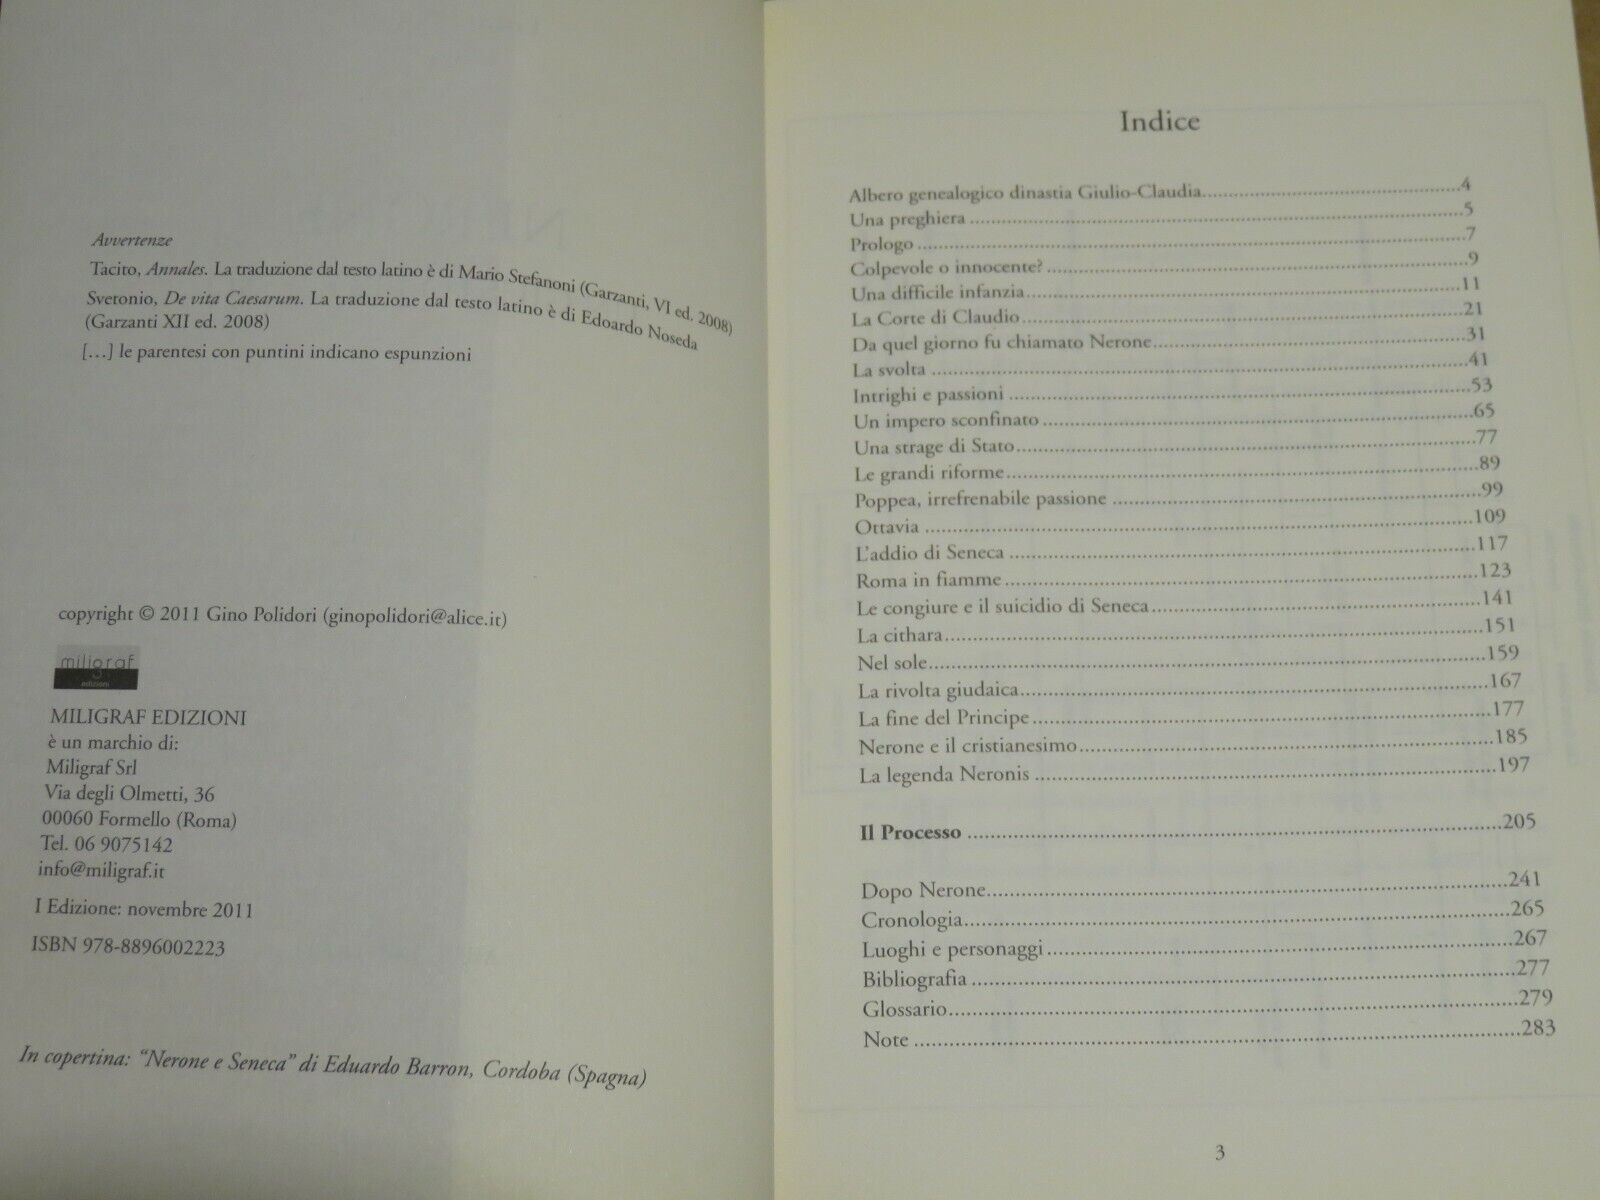 Avvertenze
Tacito, Annales. La traduzione dal testo latino è di Mario Stefanoni (Garzanti, VI ed. 2008)
Svetonio, De vita Caesarum. La traduzione dal testo latino è di Edoardo Noseda
(Garzanti XII ed. 2008)
[…] le parentesi con puntini indicano espunzioni
copyright © 2011 Gino Polidori (ginopolidori@alice.it)
miligraf
edizioni
MILIGRAF EDIZIONI
è un marchio di:
Miligraf Srl
Via degli Olmetti, 36
00060 Formello (Roma)
Tel. 06 9075142
info@miligraf.it
I Edizione: novembre 2011
ISBN 978-8896002223
In copertina: “Nerone e Seneca” di Eduardo Barron, Cordoba (Spagna)
Indice
Albero genealogico dinastia Giulio-Claudia.....4
Una preghiera.....5
Prologo.....7
Colpevole o innocente?.....9
Una difficile infanzia.....11
La Corte di Claudio.....21
Da quel giorno fu chiamato Nerone.....31
La svolta.....41
Intrighi e passioni.....53
Un impero sconfinato.....65
Una strage di Stato.....77
Le grandi riforme.....89
Poppea, irrefrenabile passione.....99
Ottavia.....109
L’addio di Seneca.....117
Roma in fiamme.....123
Le congiure e il suicidio di Seneca.....141
La cithara.....151
Nel sole.....159
La rivolta giudaica.....167
La fine del Principe.....177
Nerone e il cristianesimo.....185
La legenda Neronis.....197
Il Processo.....205
Dopo Nerone.....241
Cronologia.....265
Luoghi e personaggi.....267
Bibliografia.....277
Glossario.....279
Note.....283
3